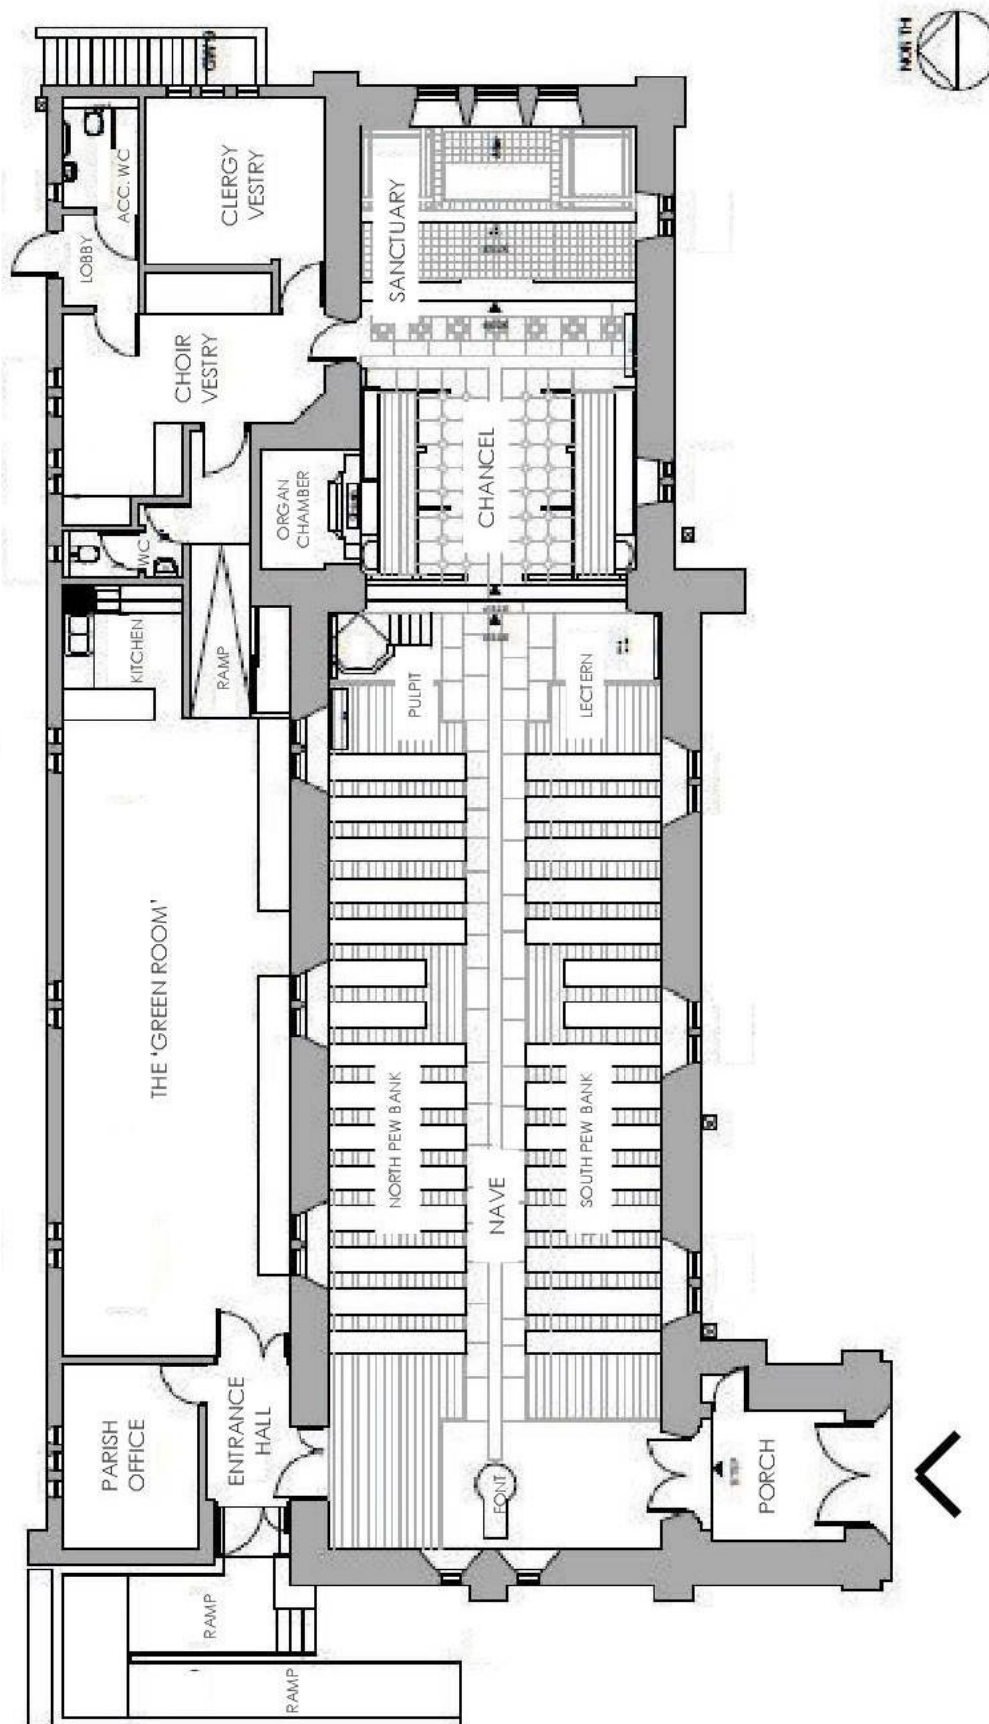 NORTH
ACC. WC
CLERGY
VESTRY
LOBBY
SANCTUARY
CHOIR
VESTRY
ORGAN
CHAMBER
CHANCEL
WC
KITCHEN
RAMP
PULPIT
LECTERN
THE 'GREEN ROOM'
NORTH PEW BANK
NAVE
SOUTH PEW BANK
PARISH
OFFICE
ENTRANCE
HALL
FONT
PORCH
RAMP
RAMP